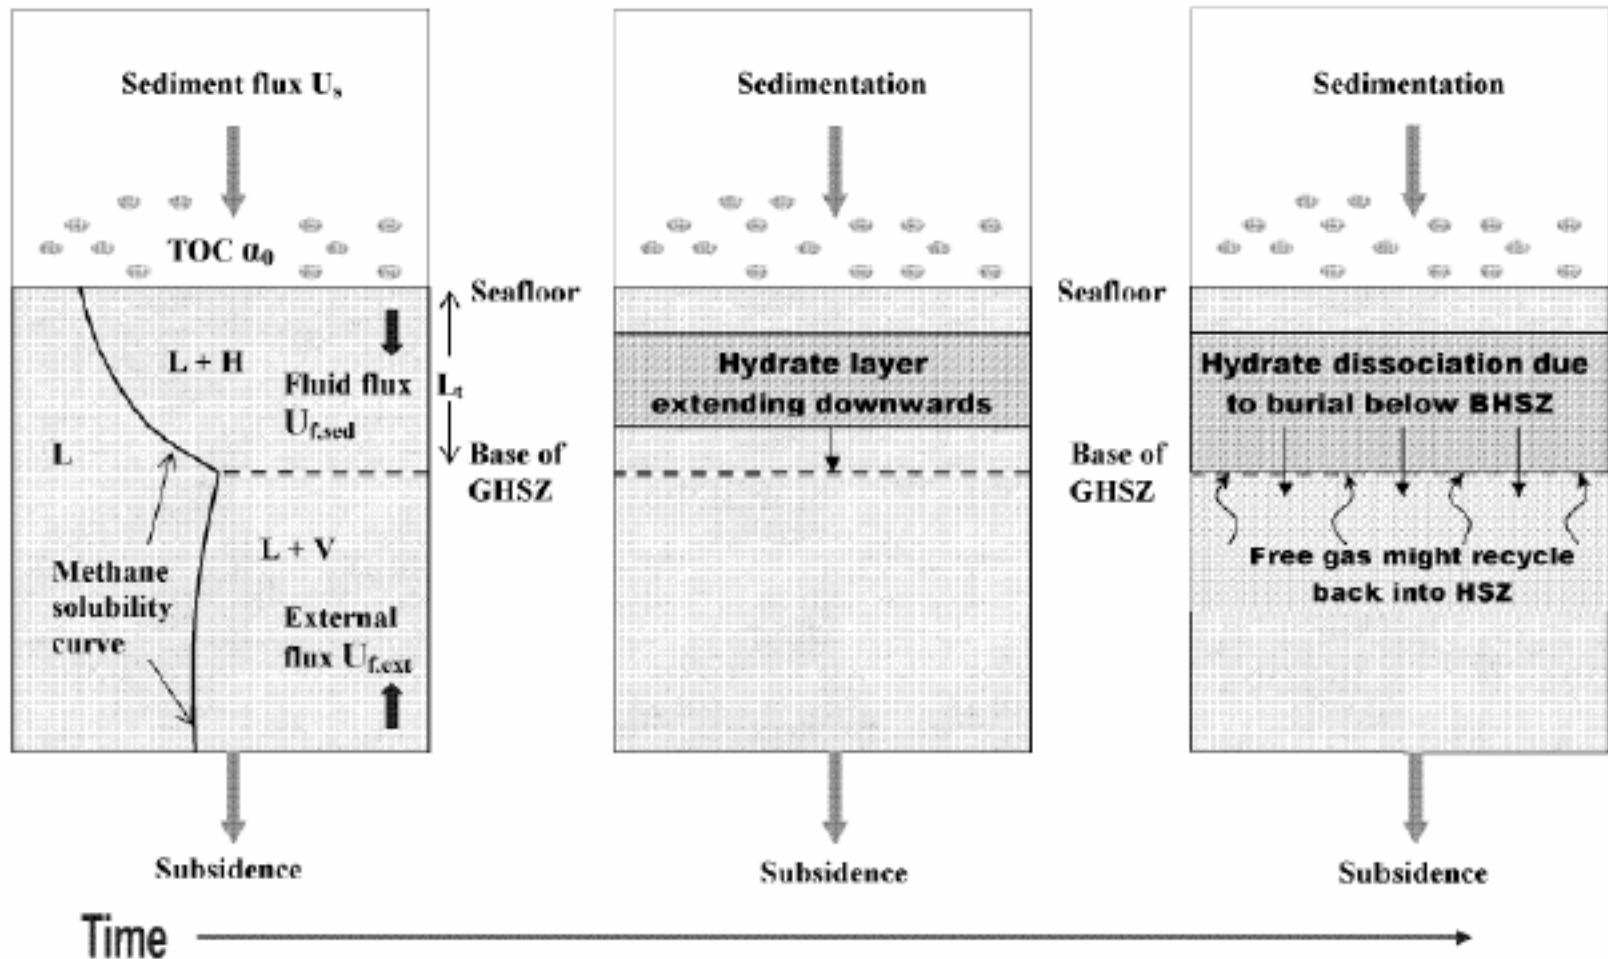 Sediment flux Us
TOC α0
L + H
Fluid flux
Uf,sed
L
L + V
Methane
solubility
curve
External
flux Uf,ext
Subsidence
Seafloor
Lt
Base of
GHSZ
Sedimentation
Hydrate layer
extending downwards
Subsidence
Seafloor
Base of
GHSZ
Sedimentation
Hydrate dissociation due
to burial below BHSZ
Free gas might recycle
back into HSZ
Subsidence
Time